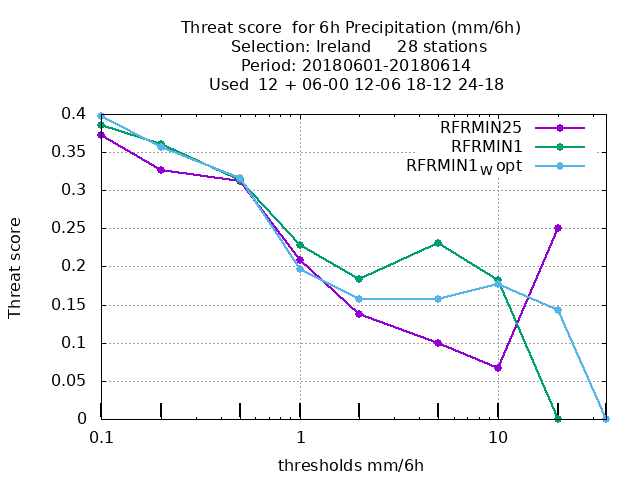 Threat score  for 6h Precipitation (mm/6h)
Selection: Ireland     28 stations
Period: 20180601-20180614
Used  12 + 06-00 12-06 18-12 24-18
RFRMIN25
RFRMIN1
RFRMIN1W opt
Threat score
0.4
0.35
0.3
0.25
0.2
0.15
0.1
0.05
0
0.1 1 10
thresholds mm/6h